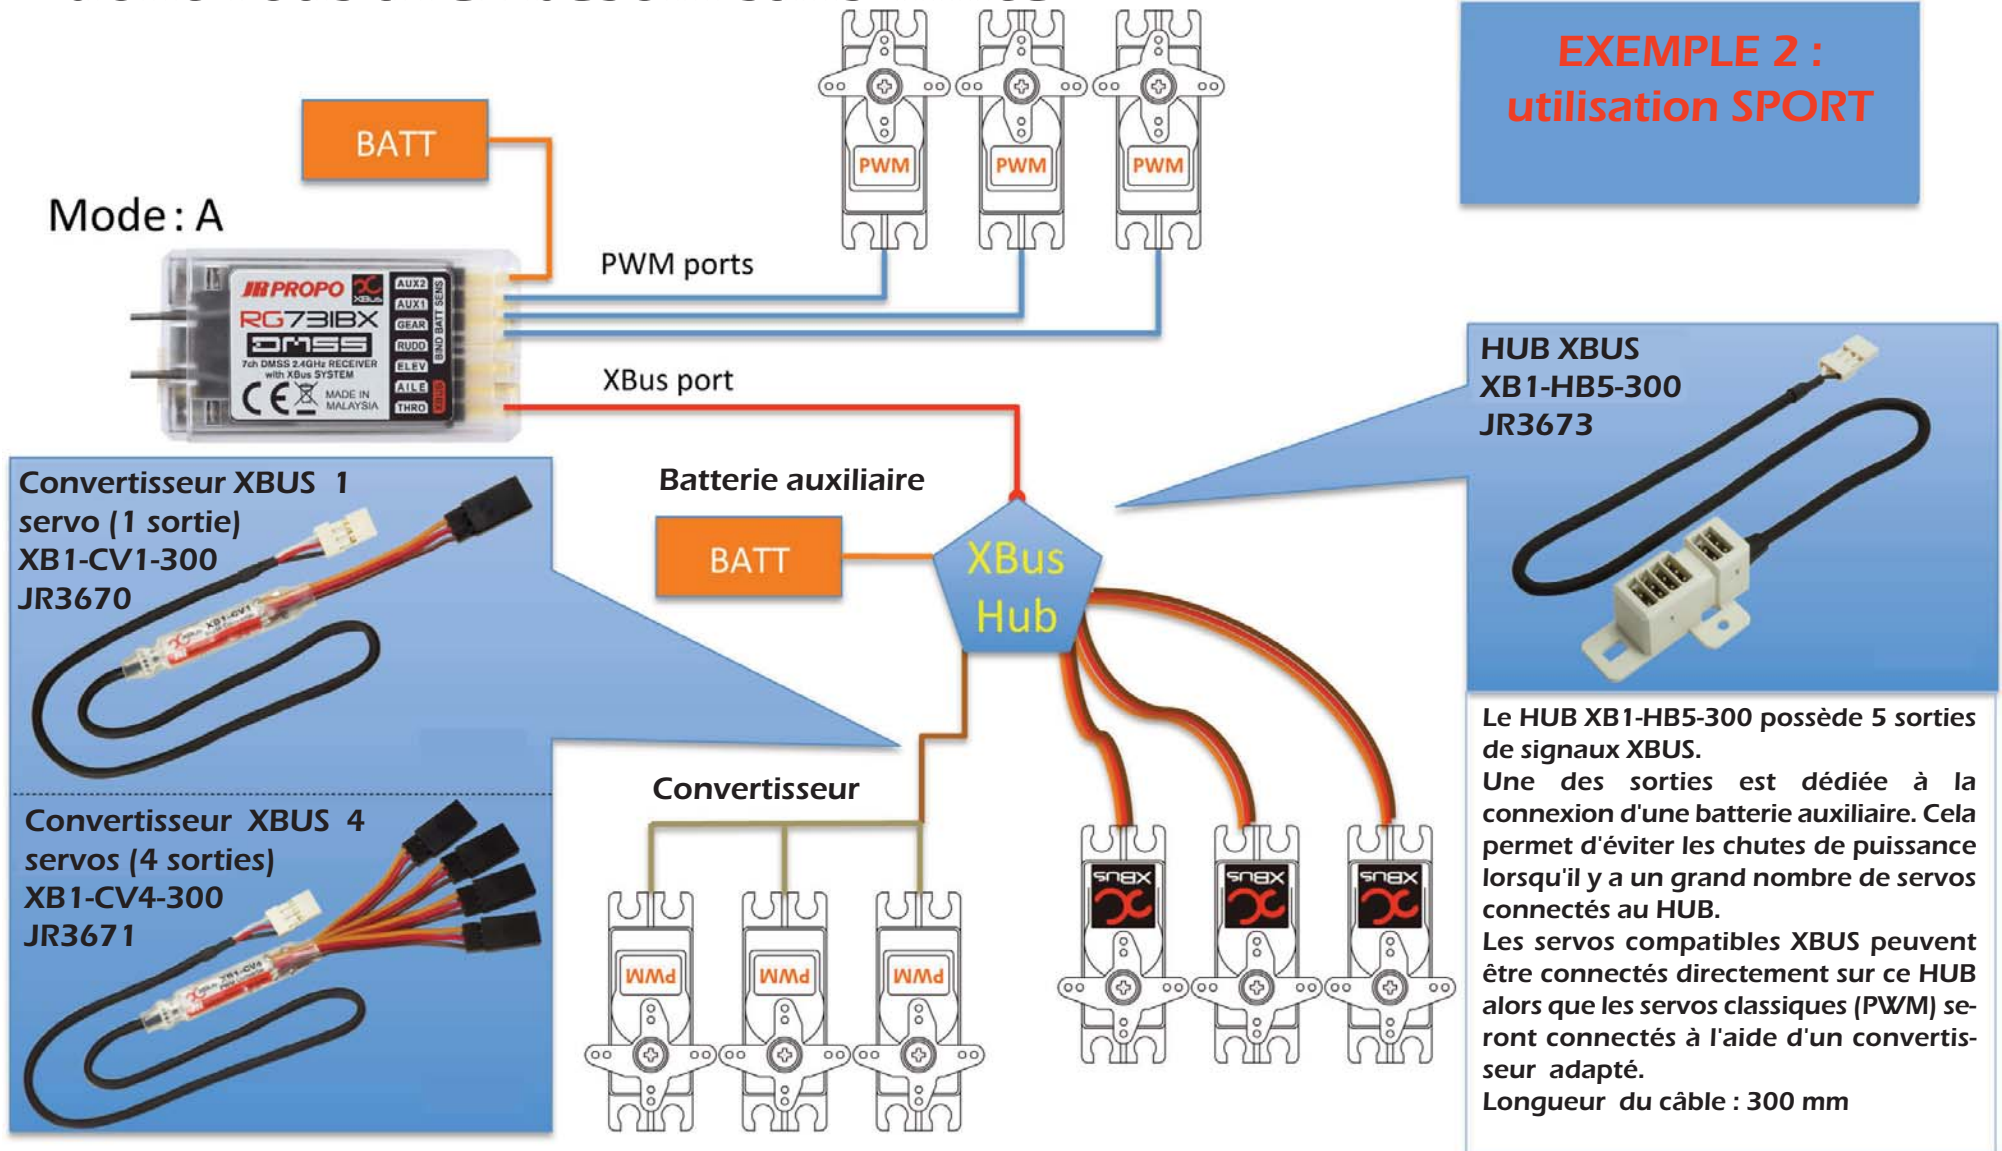 EXEMPLE 2 :
utilisation SPORT
BATT
Mode : A
PWM
PWM
PWM
PWM ports
XBus port
JR PROPO
XBus
RG731BX
DMSS
7ch DMSS 2.4GHz RECEIVER
with XBus SYSTEM
CE
MADE IN
MALAYSIA
AUX2
AUX1
GEAR
RUDD
ELEV
AILE
THRO
SENS
BATT
BIND
XBUS
HUB XBUS
XB1-HB5-300
JR3673
Convertisseur XBUS 1
servo (1 sortie)
XB1-CV1-300
JR3670
XB1-CV1
Batterie auxiliaire
BATT
XBus
Hub
Convertisseur XBUS 4
servos (4 sorties)
XB1-CV4-300
JR3671
XB1-CV4
Convertisseur
PWM
PWM
PWM
XBus
XBus
XBus
Le HUB XB1-HB5-300 possède 5 sorties
de signaux XBUS.
Une des sorties est dédiée à la
connexion d'une batterie auxiliaire. Cela
permet d'éviter les chutes de puissance
lorsqu'il y a un grand nombre de servos
connectés au HUB.
Les servos compatibles XBUS peuvent
être connectés directement sur ce HUB
alors que les servos classiques (PWM) se-
ront connectés à l'aide d'un convertis-
seur adapté.
Longueur du câble : 300 mm